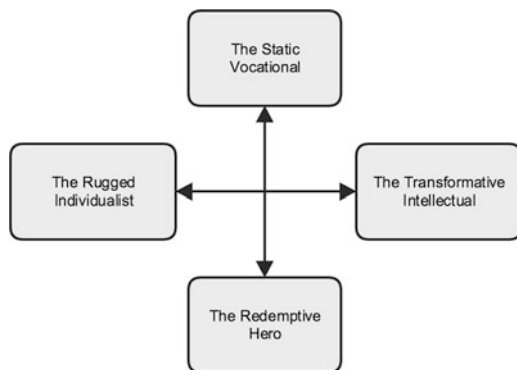 The Static
Vocational
The Rugged
Individualist
The Transformative
Intellectual
The Redemptive
Hero